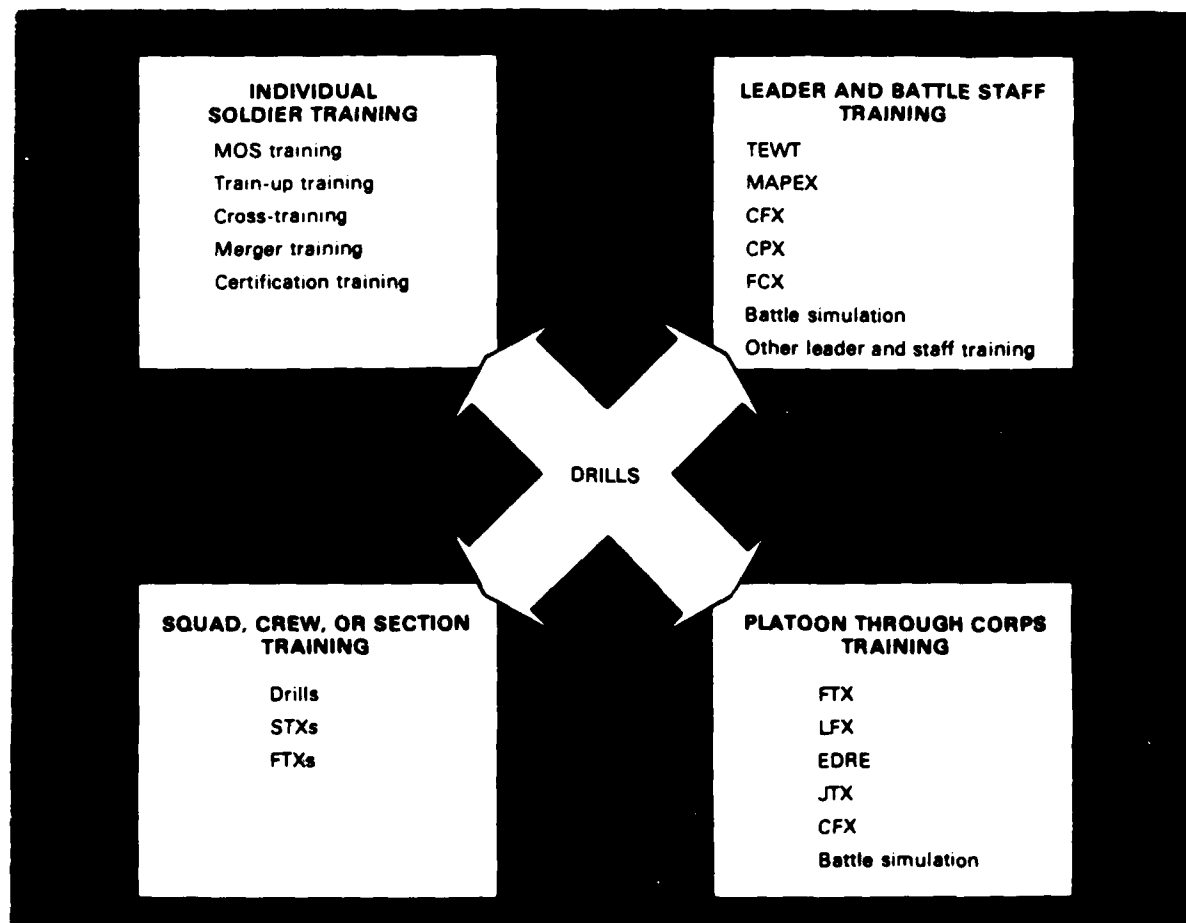 INDIVIDUAL
SOLDIER TRAINING
MOS training
Train-up training
Cross-training
Merger training
Certification training
LEADER AND BATTLE STAFF
TRAINING
TEWT
MAPEX
CFX
CPX
FCX
Battle simulation
Other leader and staff training
DRILLS
SQUAD, CREW, OR SECTION
TRAINING
Drills
STXs
FTXs
PLATOON THROUGH CORPS
TRAINING
FTX
LFX
EDRE
JTX
CFX
Battle simulation